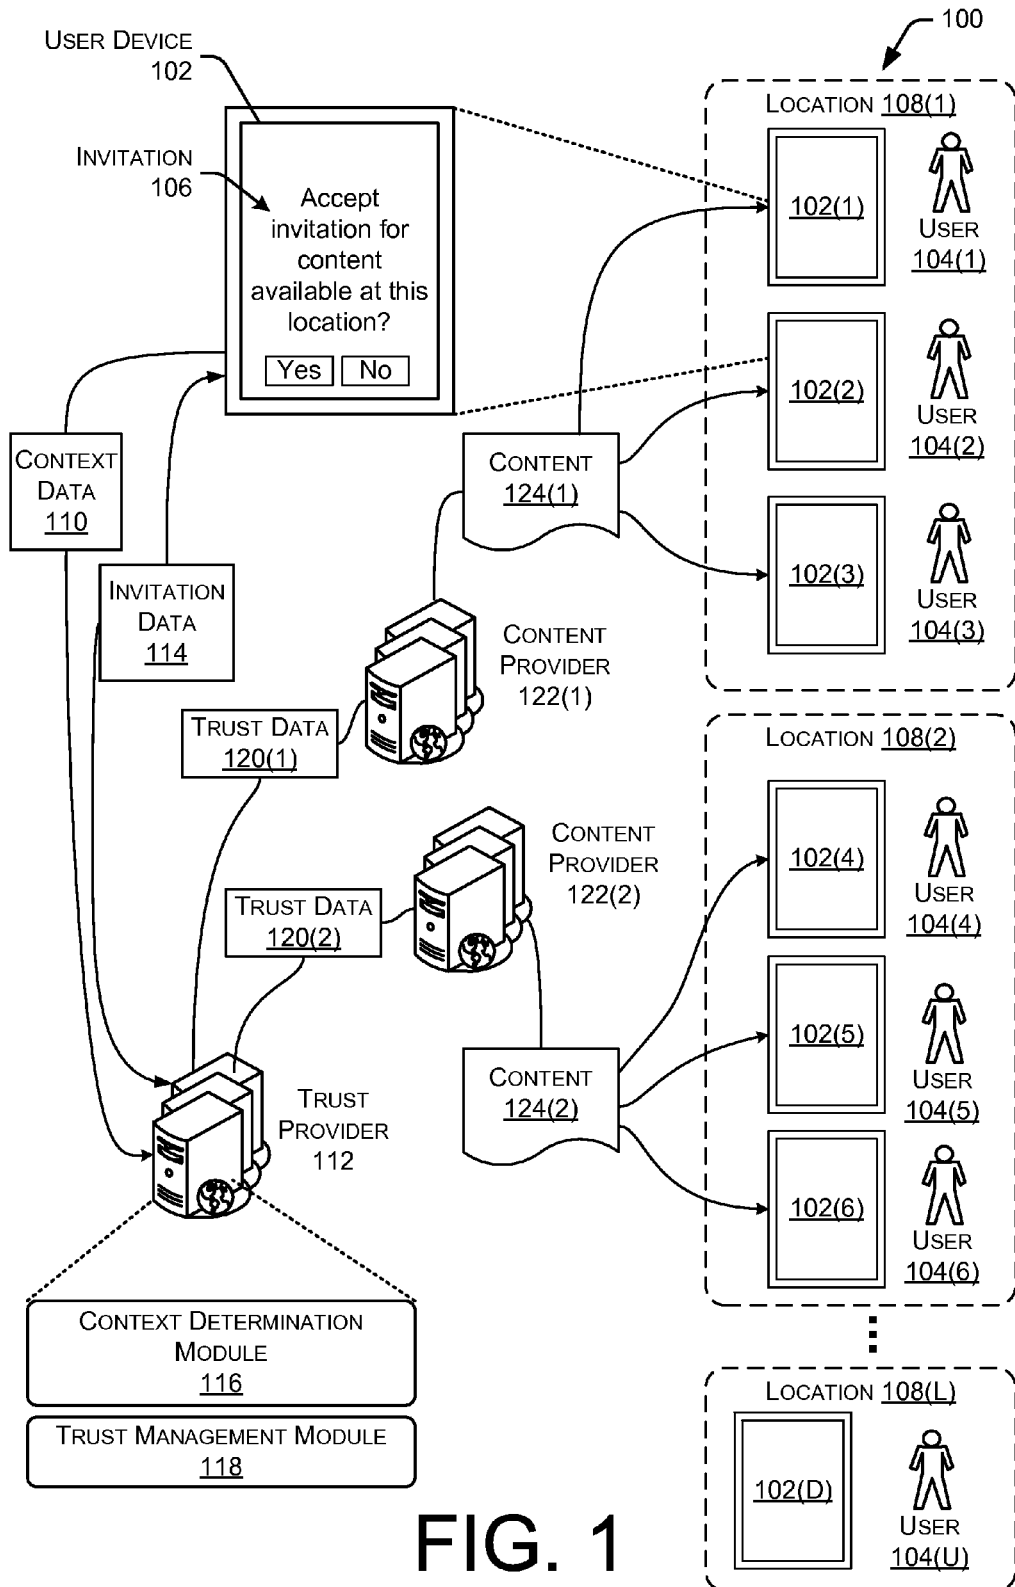 100
USER DEVICE
102
INVITATION
106
Accept
invitation for
content
available at this
location?
Yes No
LOCATION 108(1)
102(1)
USER
104(1)
102(2)
USER
104(2)
102(3)
USER
104(3)
CONTEXT
DATA
110
INVITATION
DATA
114
CONTENT
124(1)
CONTENT
PROVIDER
122(1)
TRUST DATA
120(1)
LOCATION 108(2)
102(4)
USER
104(4)
102(5)
USER
104(5)
102(6)
USER
104(6)
CONTENT
PROVIDER
122(2)
TRUST DATA
120(2)
CONTENT
124(2)
TRUST
PROVIDER
112
CONTEXT DETERMINATION
MODULE
116
TRUST MANAGEMENT MODULE
118
LOCATION 108(L)
102(D)
USER
104(U)
FIG. 1